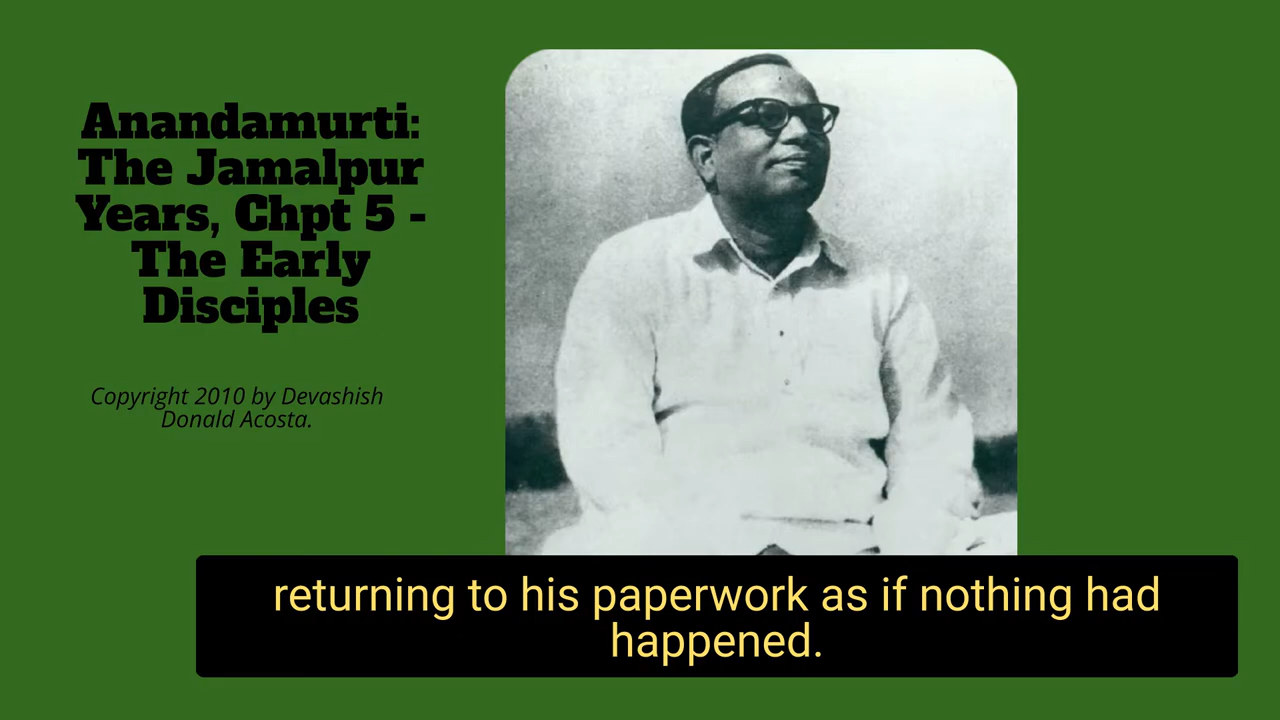 Anandamurti:
The Jamalpur
Years, Chpt 5 -
The Early
Disciples
Copyright 2010 by Devashish
Donald Acosta.
returning to his paperwork as if nothing had
happened.